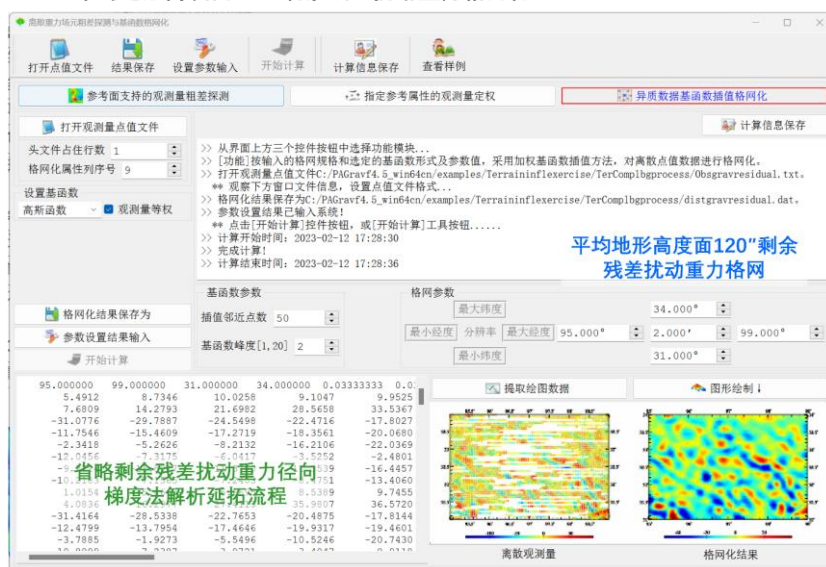 离散重力场元粗差探测与基函数格网化
打开点值文件 结果保存 设置参数输入 开始计算 计算信息保存 查看样例
参考面支持的观测量粗差探测 指定参考属性的观测量定权 异质数据基函数插值格网化
打开观测量点值文件 计算信息保存
头文件占住行数 1
格网化属性列序号 9
设置基函数
高斯函数 观测量等权
>> 从界面上方三个控件按钮中选择功能模块...
>> [功能]按输入的格网规格和选定的基函数形式及参数值，采用加权基函数插值方法，对离散点值数据进行格网化。
>> 打开观测量点值文件C:/PAGravf4.5_win64cn/examples/Terraininflexercise/TerComplbgprocess/Obsgravresidual.txt。
** 观察下方窗口文件信息，设置点值文件格式...
>> 格网化结果保存为C:/PAGravf4.5_win64cn/examples/Terraininflexercise/TerComplbgprocess/distgravresidual.dat。
>> 参数设置结果已输入系统！
** 点击[开始计算]控件按钮，或[开始计算]工具按钮......
>> 计算开始时间：2023-02-12 17:28:30
>> 完成计算！
>> 计算结束时间：2023-02-12 17:28:36
平均地形高度面120″剩余
残差扰动重力格网
格网化结果保存为
参数设置结果输入
开始计算
基函数参数
插值邻近点数 50
基函数峰度[1,20] 2
格网参数
最大纬度 34.000°
最小经度 分辨率 最大经度 95.000° 2.000′ 99.000°
最小纬度 31.000°
95.000000 99.000000 31.000000 34.000000 0.03333333
5.4912 8.7346 10.0258 9.1047 9.9525
7.6809 14.2793 21.6982 28.5658 33.5367
-31.0776 -29.7887 -24.5498 -22.4716 -17.8027
-11.7546 -15.4609 -17.2719 -18.3561 -20.0680
-2.3418 -5.2626 -8.2132 -16.2106 -22.0369
-12.0456 -7.3175 -6.0417 -3.5252 -2.4801
-16.4457
-13.4060
1.0154 9.7455
36.5720
-31.4164 -28.5338 -22.7653 -20.4875 -17.8144
-12.4799 -13.7954 -17.4646 -19.9317 -19.4601
-3.7885 -1.9273 -5.5496 -10.5246 -20.7430
省略剩余残差扰动重力径向
梯度法解析延拓流程
提取绘图数据 图形绘制↓
离散观测量 格网化结果